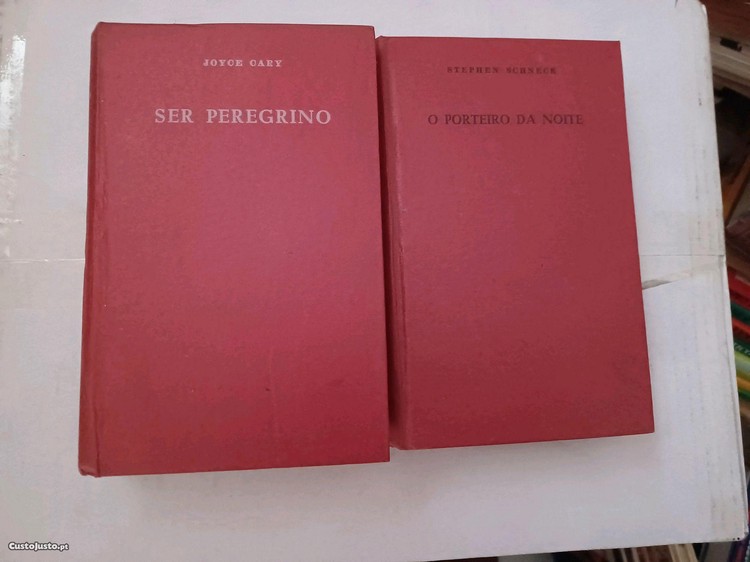 JOYCE CARY
SER PEREGRINO
STEPHEN SCHNECK
O PORTEIRO DA NOITE
CustoJusto.pt